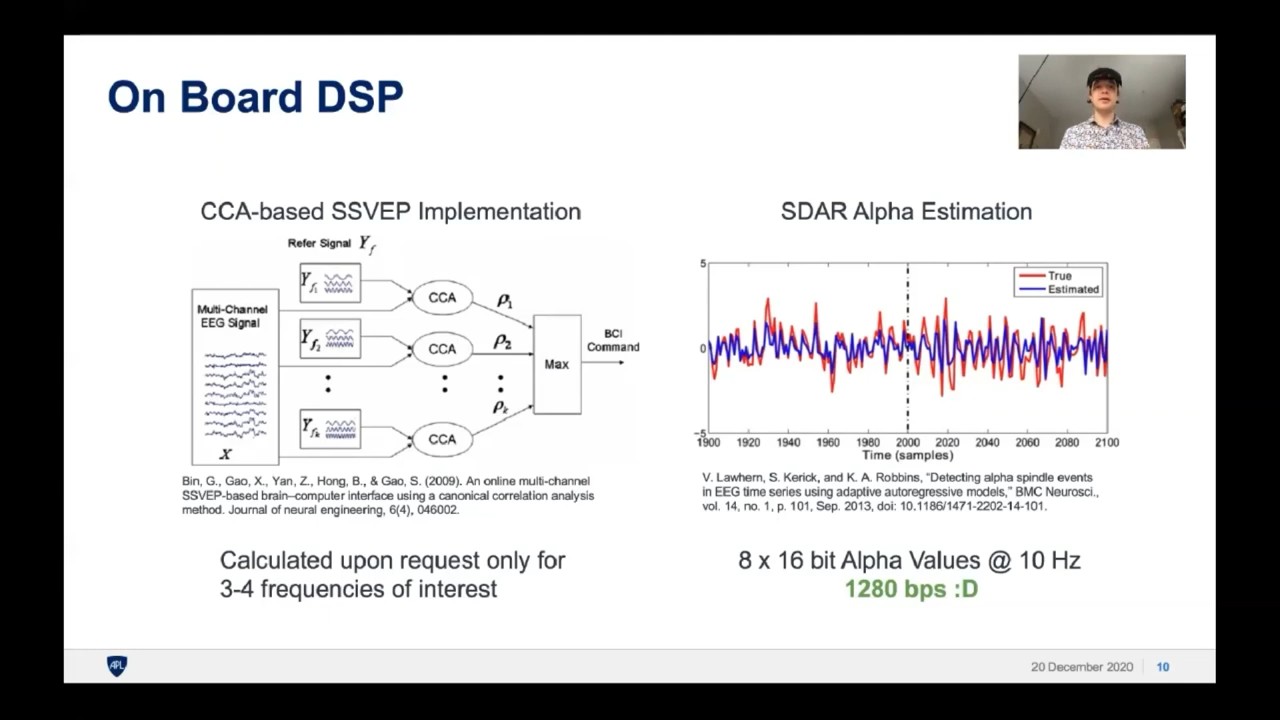 On Board DSP
CCA-based SSVEP Implementation
Refer Signal Y_f
Multi-Channel
EEG Signal
X
Y_f1
Y_f2
Y_fk
CCA
CCA
CCA
ρ1
ρ2
ρk
Max
BCI
Command
Bin, G., Gao, X., Yan, Z., Hong, B., & Gao, S. (2009). An online multi-channel
SSVEP-based brain–computer interface using a canonical correlation analysis
method. Journal of neural engineering, 6(4), 046002.
Calculated upon request only for
3-4 frequencies of interest
SDAR Alpha Estimation
5
0
-5
True
Estimated
1900 1920 1940 1960 1980 2000 2020 2040 2060 2080 2100
Time (samples)
V. Lawhern, S. Kerick, and K. A. Robbins, “Detecting alpha spindle events
in EEG time series using adaptive autoregressive models,” BMC Neurosci.,
vol. 14, no. 1, p. 101, Sep. 2013, doi: 10.1186/1471-2202-14-101.
8 x 16 bit Alpha Values @ 10 Hz
1280 bps :D
APL
20 December 2020
10